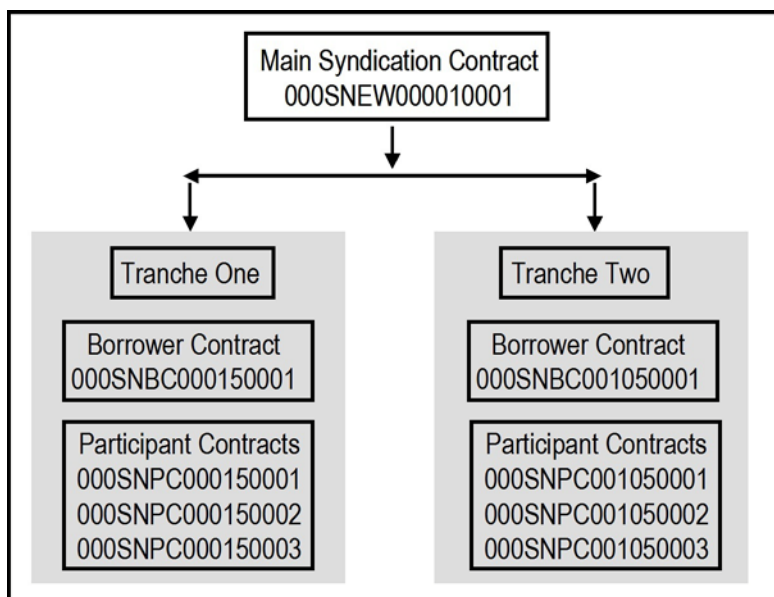 Main Syndication Contract
000SNEW000010001
Tranche One
Borrower Contract
000SNBC000150001
Participant Contracts
000SNPC000150001
000SNPC000150002
000SNPC000150003
Tranche Two
Borrower Contract
000SNBC001050001
Participant Contracts
000SNPC001050001
000SNPC001050002
000SNPC001050003